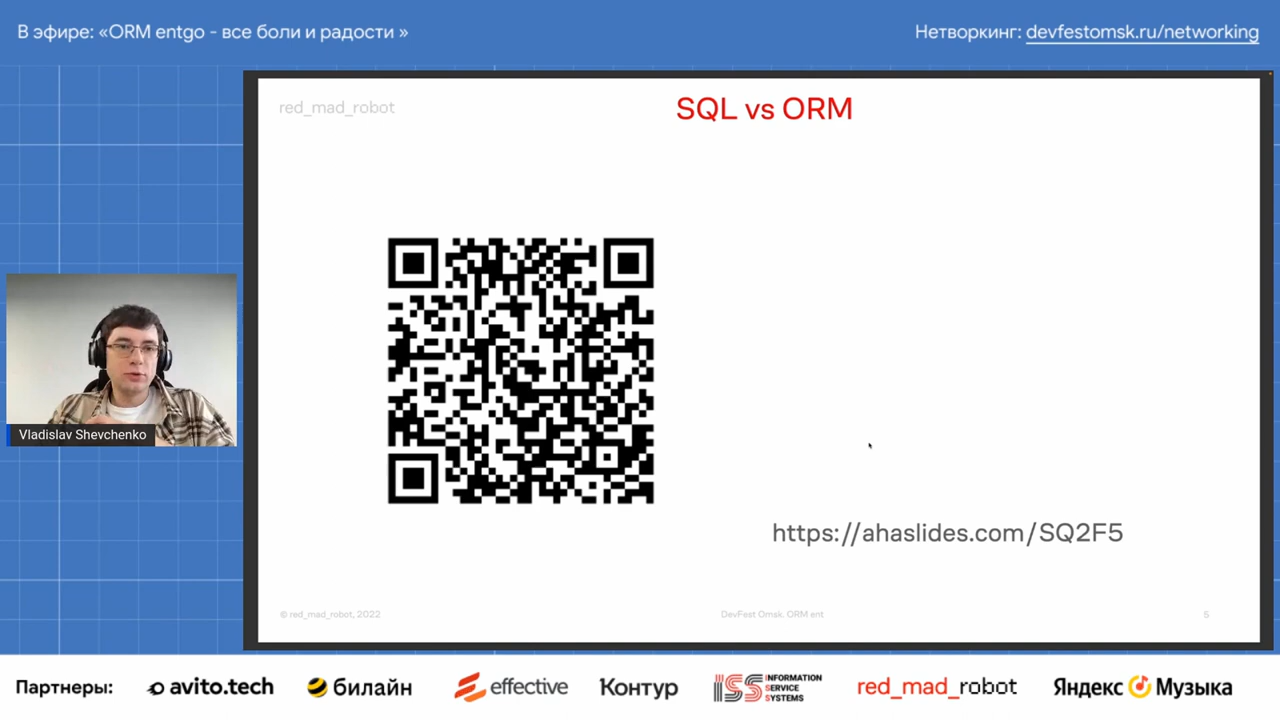 В эфире: «ORM entgo - все боли и радости »
Нетворкинг: devfestomsk.ru/networking
red_mad_robot
SQL vs ORM
Vladislav Shevchenko
https://ahaslides.com/SQ2F5
© red_mad_robot, 2022
DevFest Omsk. ORM ent
5
Партнеры:
avito.tech
билайн
effective
Контур
ISS INFORMATION
SERVICE
SYSTEMS
red_mad_robot
Яндекс Музыка